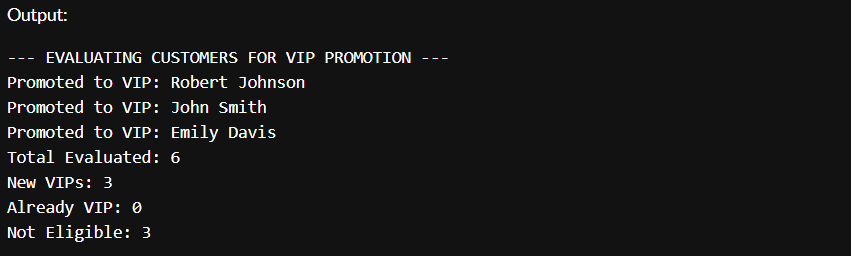 Output:
--- EVALUATING CUSTOMERS FOR VIP PROMOTION ---
Promoted to VIP: Robert Johnson
Promoted to VIP: John Smith
Promoted to VIP: Emily Davis
Total Evaluated: 6
New VIPs: 3
Already VIP: 0
Not Eligible: 3